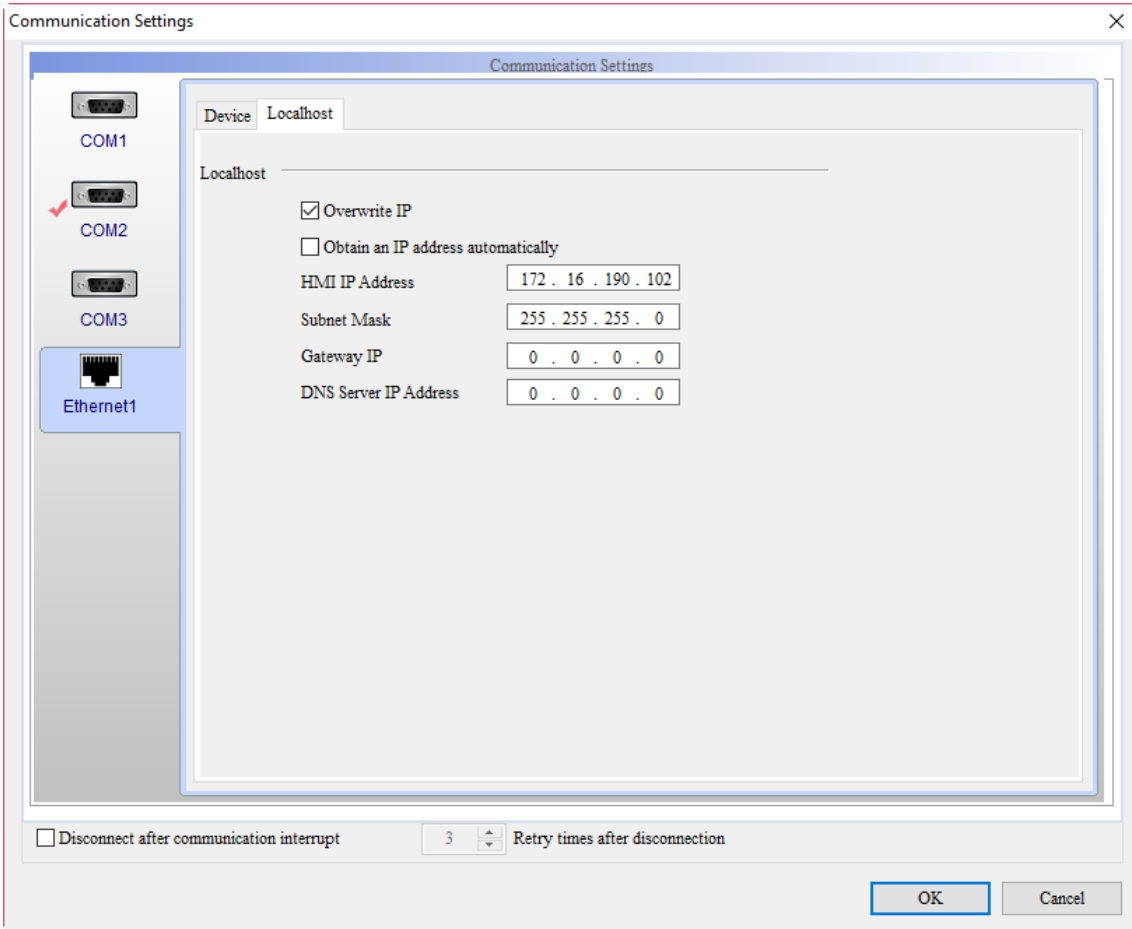 Communication Settings
Communication Settings
COM1
COM2
COM3
Ethernet1
Device Localhost
Localhost
Overwrite IP
Obtain an IP address automatically
HMI IP Address 172 . 16 . 190 . 102
Subnet Mask 255 . 255 . 255 . 0
Gateway IP 0 . 0 . 0 . 0
DNS Server IP Address 0 . 0 . 0 . 0
Disconnect after communication interrupt 3 Retry times after disconnection
OK Cancel